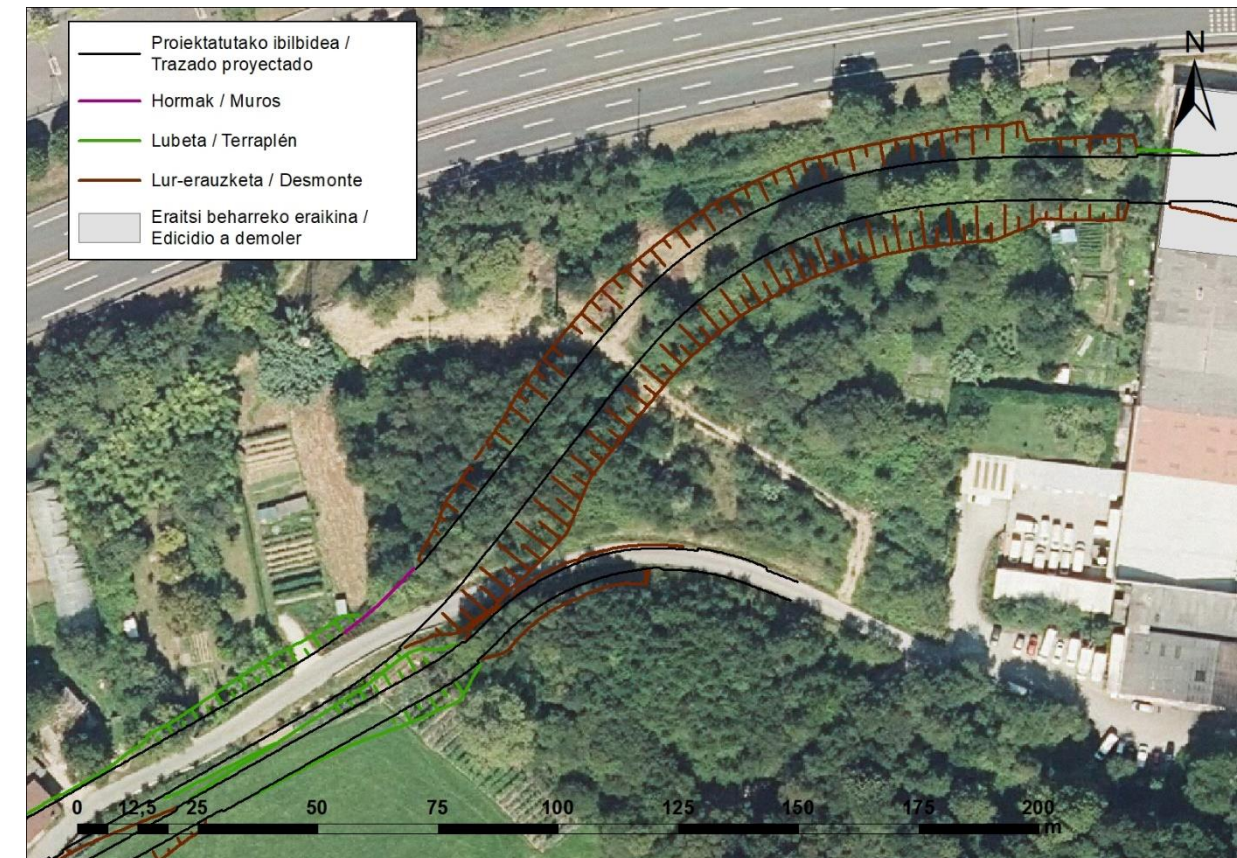 Proiektatutako ibilbidea /
Trazado proyectado
Hormak / Muros
Lubeta / Terraplén
Lur-erauzketa / Desmonte
Eraitsi beharreko eraikina /
Edicidio a demoler
N
0 12,5 25 50 75 100 125 150 175 200
m